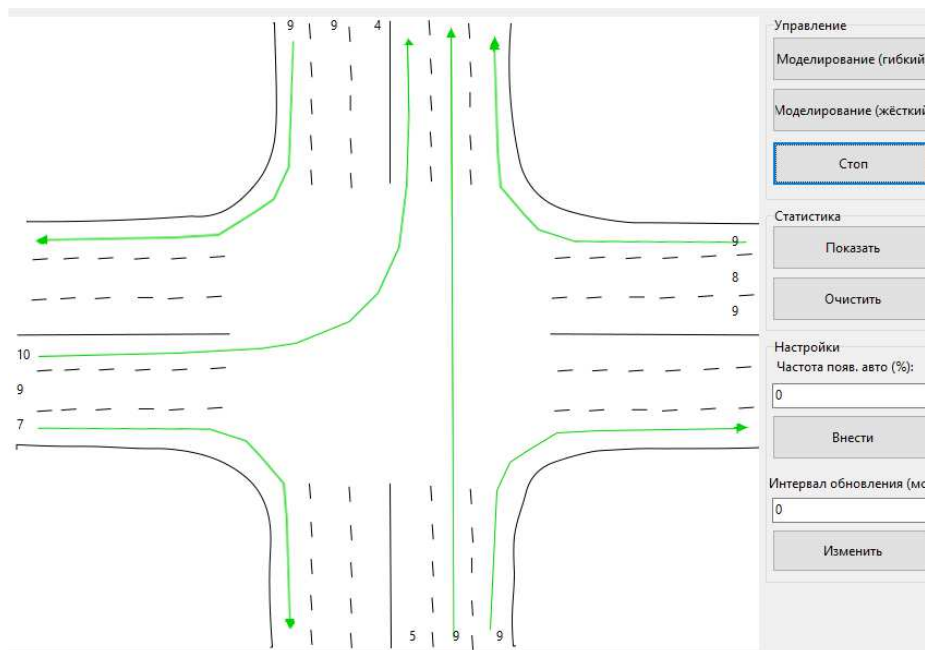 9 9 4
9
8
9
10
9
7
5 9 9
Управление
Моделирование (гибкий
Моделирование (жёсткий
Стоп
Статистика
Показать
Очистить
Настройки
Частота появ. авто (%):
0
Внести
Интервал обновления (мс
0
Изменить